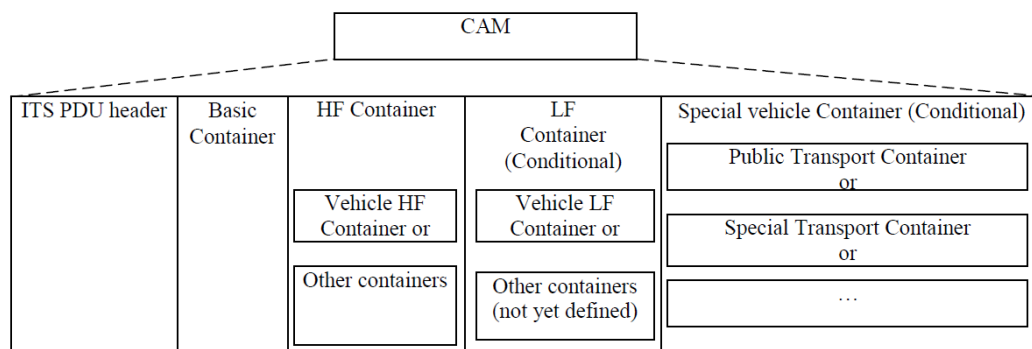 CAM
ITS PDU header
Basic
Container
HF Container
Vehicle HF
Container or
Other containers
LF
Container
(Conditional)
Vehicle LF
Container or
Other containers
(not yet defined)
Special vehicle Container (Conditional)
Public Transport Container
or
Special Transport Container
or
…